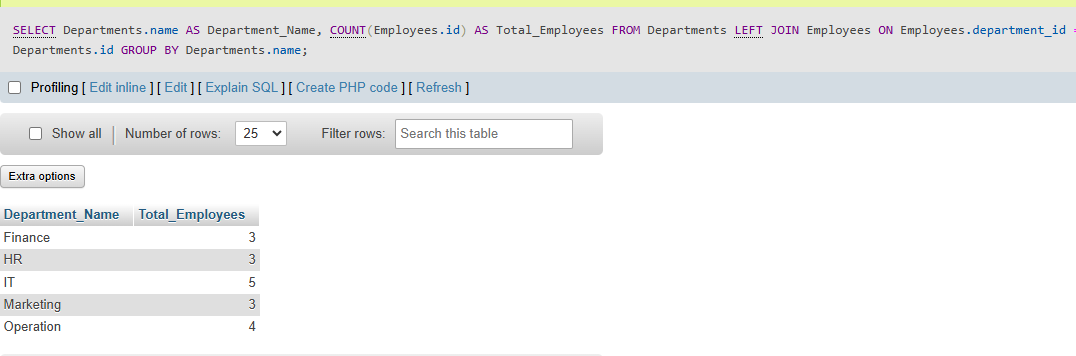 SELECT Departments.name AS Department_Name, COUNT(Employees.id) AS Total_Employees FROM Departments LEFT JOIN Employees ON Employees.department_id =
Departments.id GROUP BY Departments.name;
Profiling [ Edit inline ] [ Edit ] [ Explain SQL ] [ Create PHP code ] [ Refresh ]
Show all | Number of rows: 25 Filter rows: Search this table
Extra options
Department_Name Total_Employees
Finance 3
HR 3
IT 5
Marketing 3
Operation 4